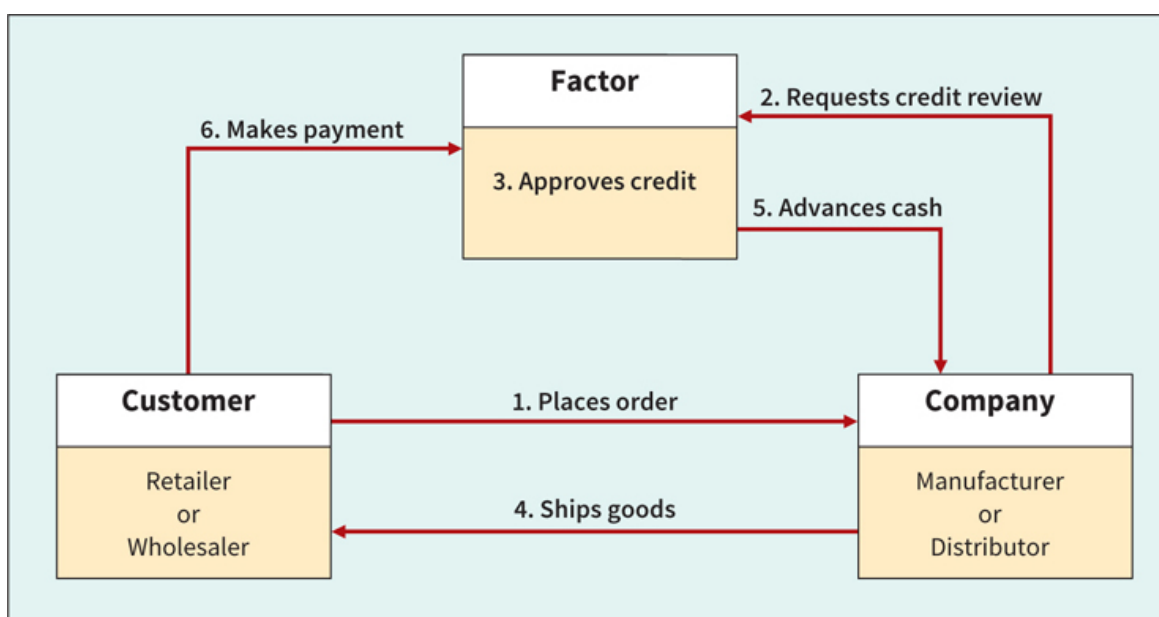 Factor
2. Requests credit review
6. Makes payment
3. Approves credit
5. Advances cash
Customer
1. Places order
Company
Retailer
or
Wholesaler
4. Ships goods
Manufacturer
or
Distributor